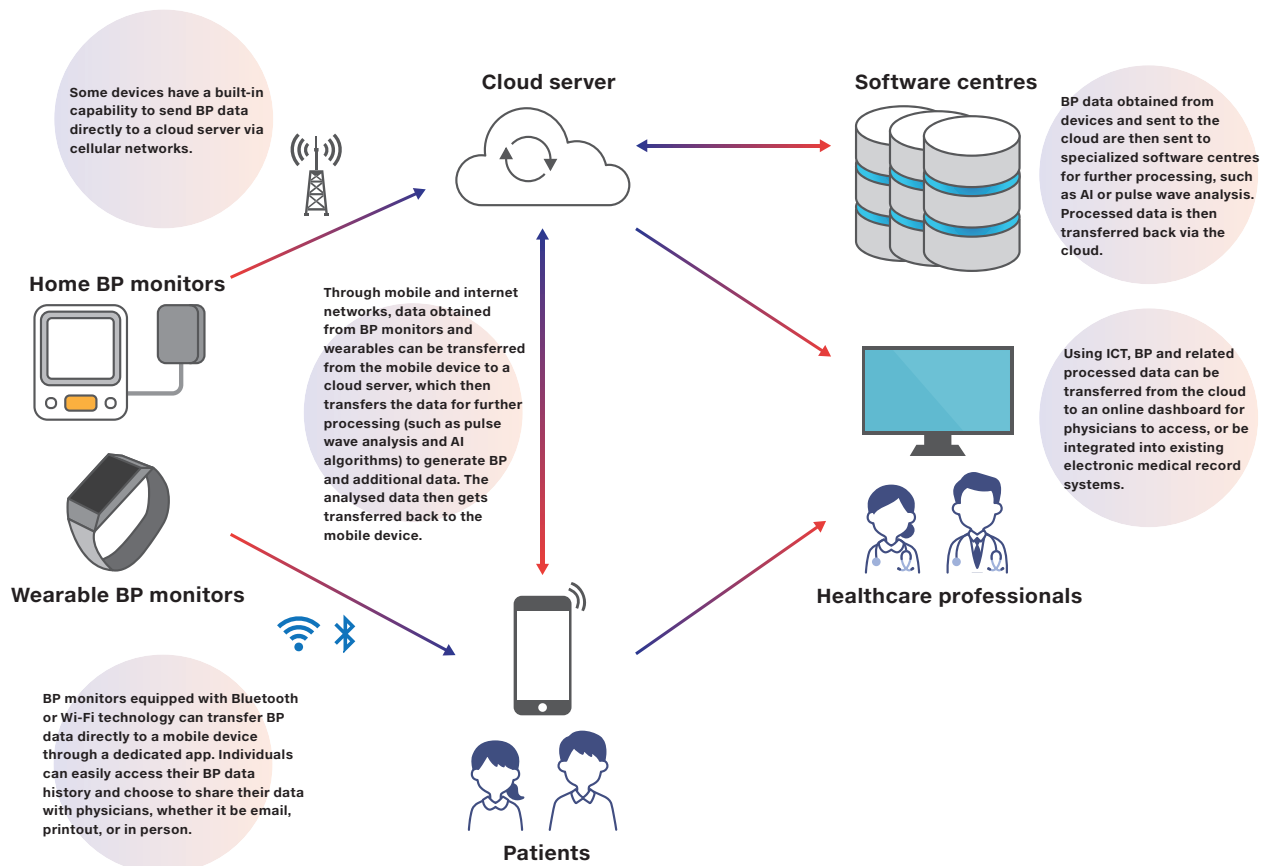 Some devices have a built-in
capability to send BP data
directly to a cloud server via
cellular networks.
Cloud server
Software centres
BP data obtained from
devices and sent to the
cloud are then sent to
specialized software centres
for further processing, such
as AI or pulse wave analysis.
Processed data is then
transferred back via the
cloud.
Home BP monitors
Through mobile and internet
networks, data obtained
from BP monitors and
wearables can be transferred
from the mobile device to a
cloud server, which then
transfers the data for further
processing (such as pulse
wave analysis and AI
algorithms) to generate BP
and additional data. The
analysed data then gets
transferred back to the
mobile device.
Using ICT, BP and related
processed data can be
transferred from the cloud
to an online dashboard for
physicians to access, or be
integrated into existing
electronic medical record
systems.
Wearable BP monitors
Healthcare professionals
BP monitors equipped with Bluetooth
or Wi-Fi technology can transfer BP
data directly to a mobile device
through a dedicated app. Individuals
can easily access their BP data
history and choose to share their data
with physicians, whether it be email,
printout, or in person.
Patients